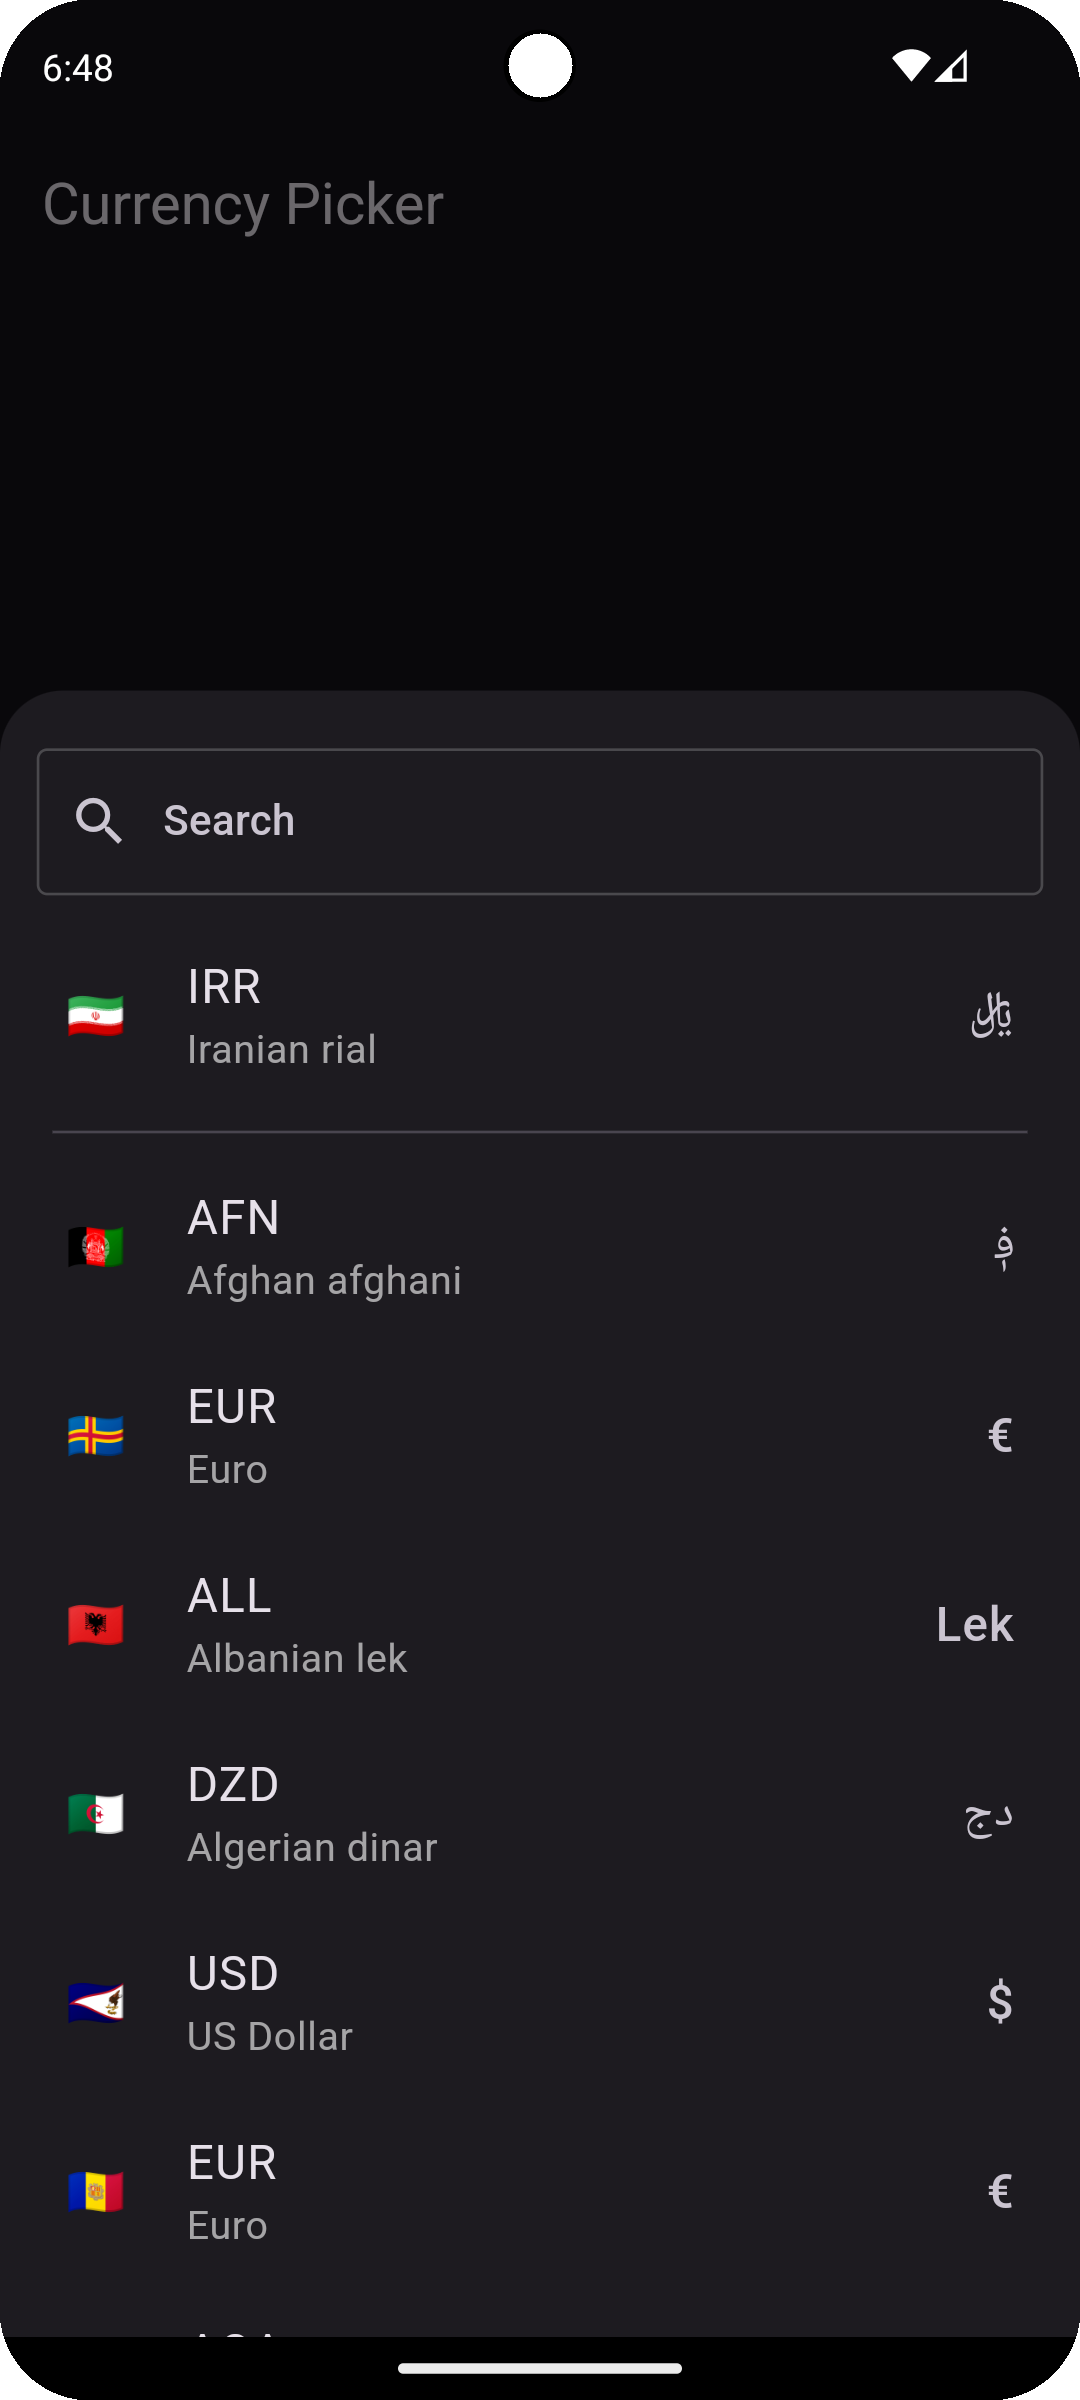 6:48
Currency Picker
Search
IRR
Iranian rial
﷼
AFN
Afghan afghani
؋
EUR
Euro
€
ALL
Albanian lek
Lek
DZD
Algerian dinar
دج
USD
US Dollar
$
EUR
Euro
€